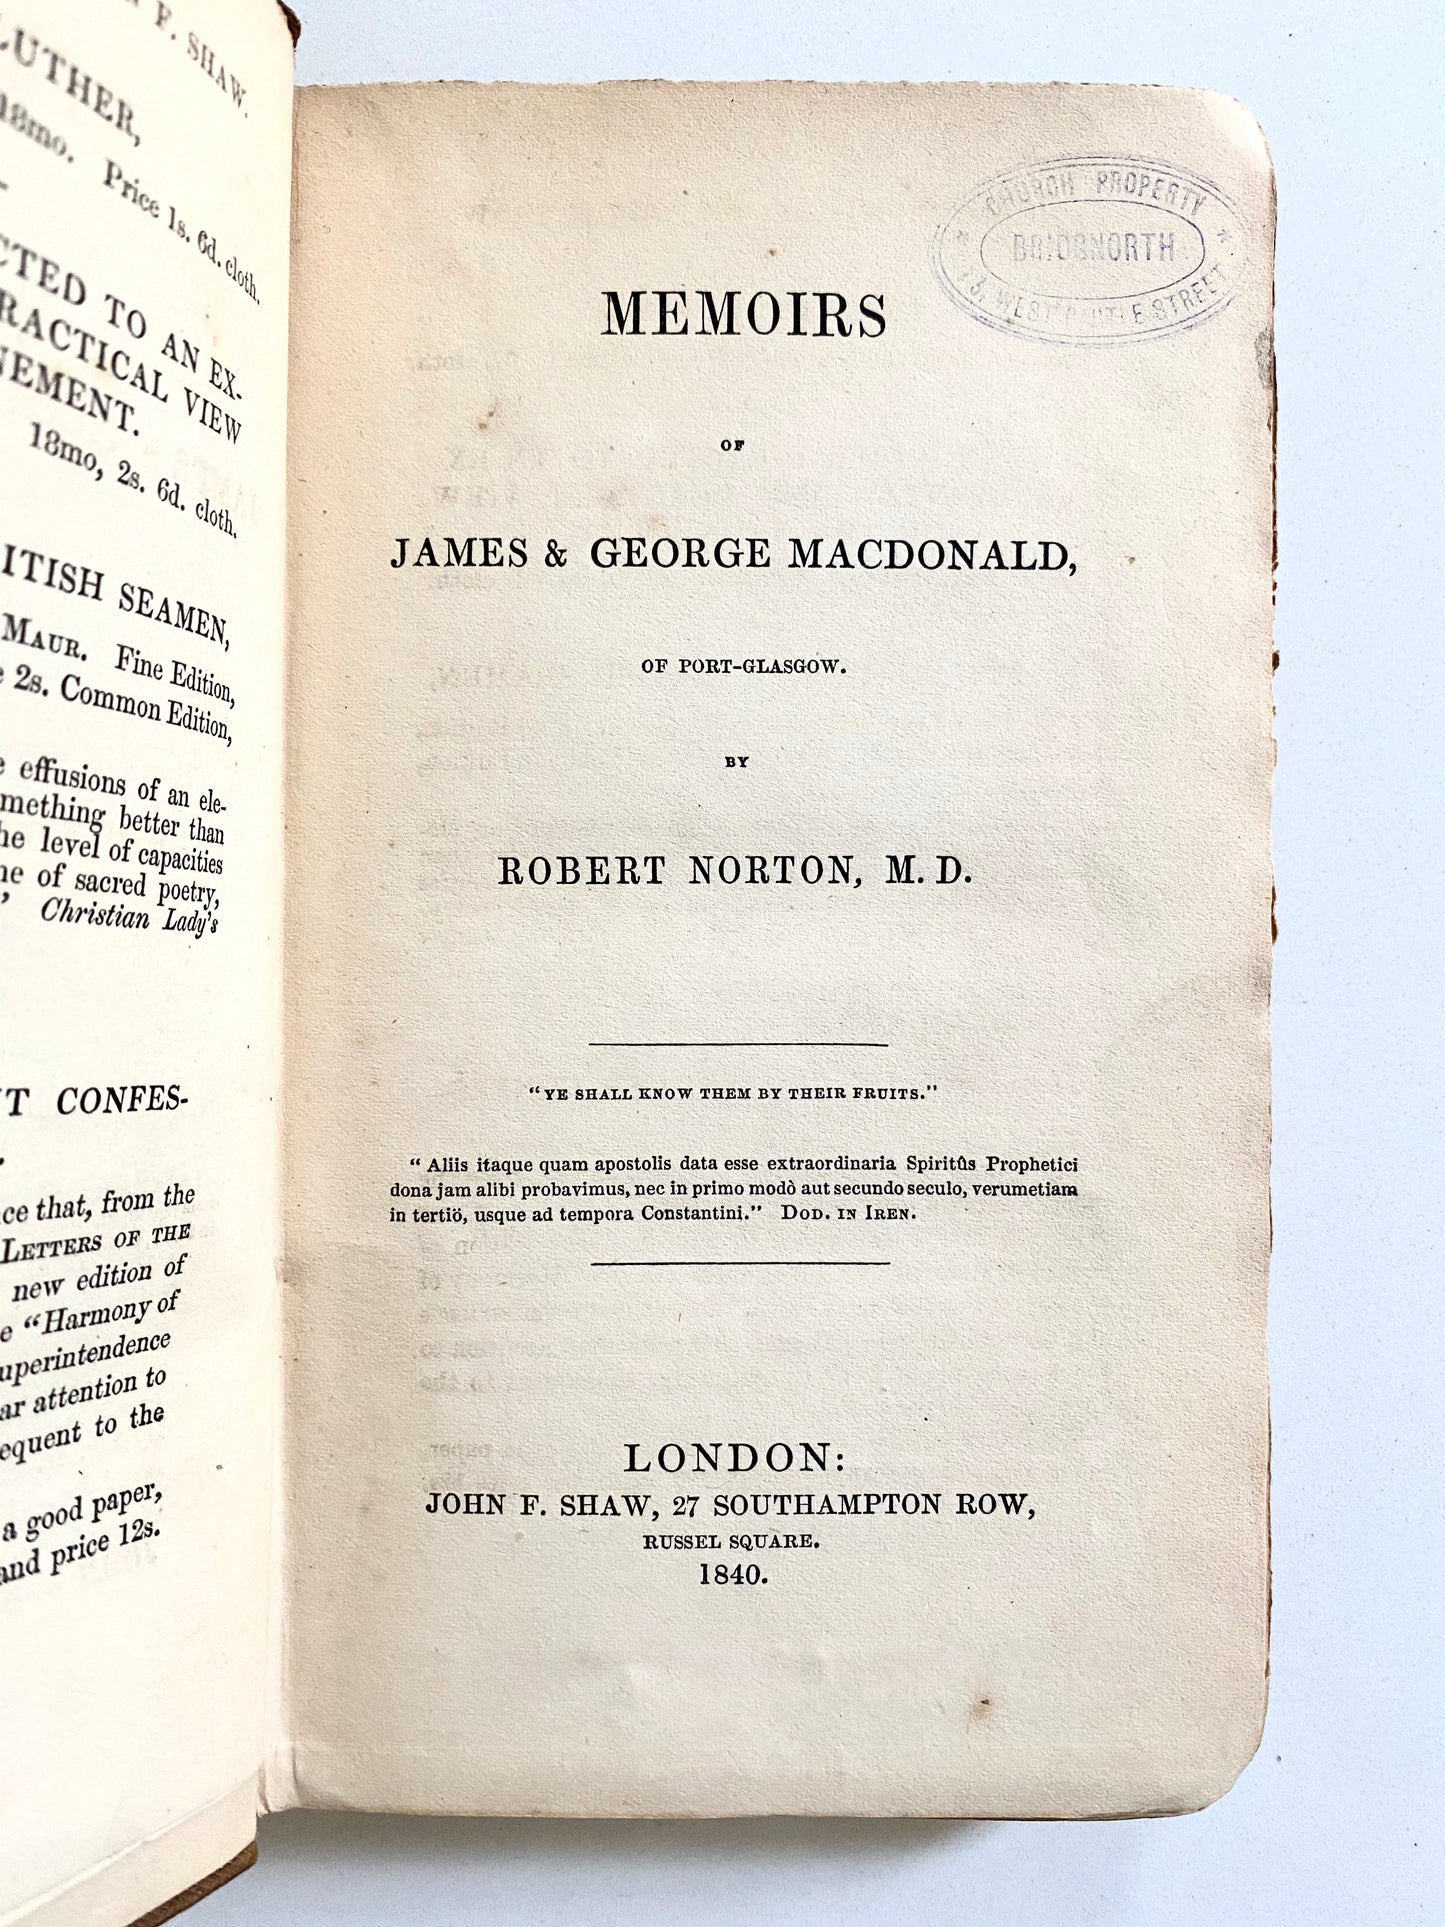 F. SHAW.
LUTHER,
18mo. Price 1s. 6d. cloth.
CTED TO AN EX-
RACTICAL VIEW
NEMENT.
18mo, 2s. 6d. cloth.
ITISH SEAMEN,
MAUR. Fine Edition,
2s. Common Edition,
effusions of an ele-
mething better than
he level of capacities
ne of sacred poetry,
” Christian Lady's
T CONFES-
ce that, from the
LETTERS OF THE
new edition of
e “Harmony of
uperintendence
ar attention to
equent to the
a good paper,
and price 12s.
CHURCH PROPERTY
BRIDGNORTH
WEST CASTLE STREET
MEMOIRS
OF
JAMES & GEORGE MACDONALD,
OF PORT-GLASGOW.
BY
ROBERT NORTON, M. D.
“YE SHALL KNOW THEM BY THEIR FRUITS.”
“ Aliis itaque quam apostolis data esse extraordinaria Spiritûs Prophetici
dona jam alibi probavimus, nec in primo modò aut secundo seculo, verumetiam
in tertiö, usque ad tempora Constantini.” DOD. IN IREN.
LONDON:
JOHN F. SHAW, 27 SOUTHAMPTON ROW,
RUSSEL SQUARE.
1840.